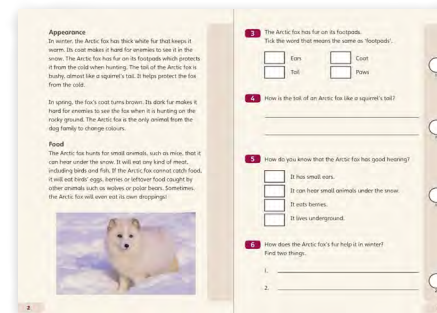 Appearance
In winter, the Arctic fox has thick white fur that keeps it
warm. Its coat makes it hard for enemies to see it in the
snow. The Arctic fox has fur on its footpads which protects
it from the cold when hunting. The tail of the Arctic fox is
bushy, almost like a squirrel's tail. It helps protect the fox
from the cold.
In spring, the fox's coat turns brown. Its dark fur makes it
hard for enemies to see the fox when it is hunting on the
rocky ground. The Arctic fox is the only animal from the
dog family to change colours.
Food
The Arctic fox hunts for small animals, such as mice, that it
can hear under the snow. It will eat any kind of meat,
including birds and fish. If the Arctic fox cannot catch food,
it will eat birds' eggs, berries or leftover food caught by
other animals such as wolves or polar bears. Sometimes,
the Arctic fox will even eat its own droppings!
2
3 The Arctic fox has fur on its footpads.
Tick the word that means the same as 'footpads'.
Ears Coat
Tail Paws
4 How is the tail of an Arctic fox like a squirrel's tail?
5 How do you know that the Arctic fox has good hearing?
It has small ears.
It can hear small animals under the snow.
It eats berries.
It lives underground.
6 How does the Arctic fox's fur help it in winter?
Find two things.
1.
2.